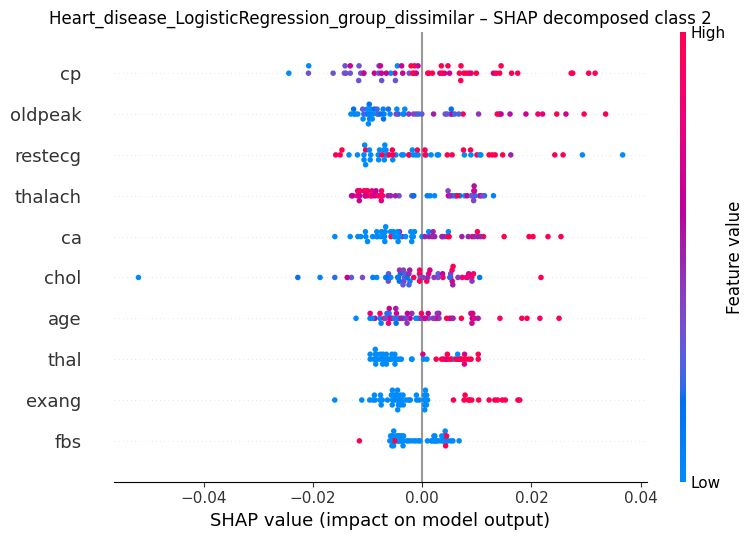 Heart_disease_LogisticRegression_group_dissimilar – SHAP decomposed class 2
High
cp
oldpeak
restecg
thalach
ca
chol
age
thal
exang
fbs
Feature value
Low
−0.04 −0.02 0.00 0.02 0.04
SHAP value (impact on model output)